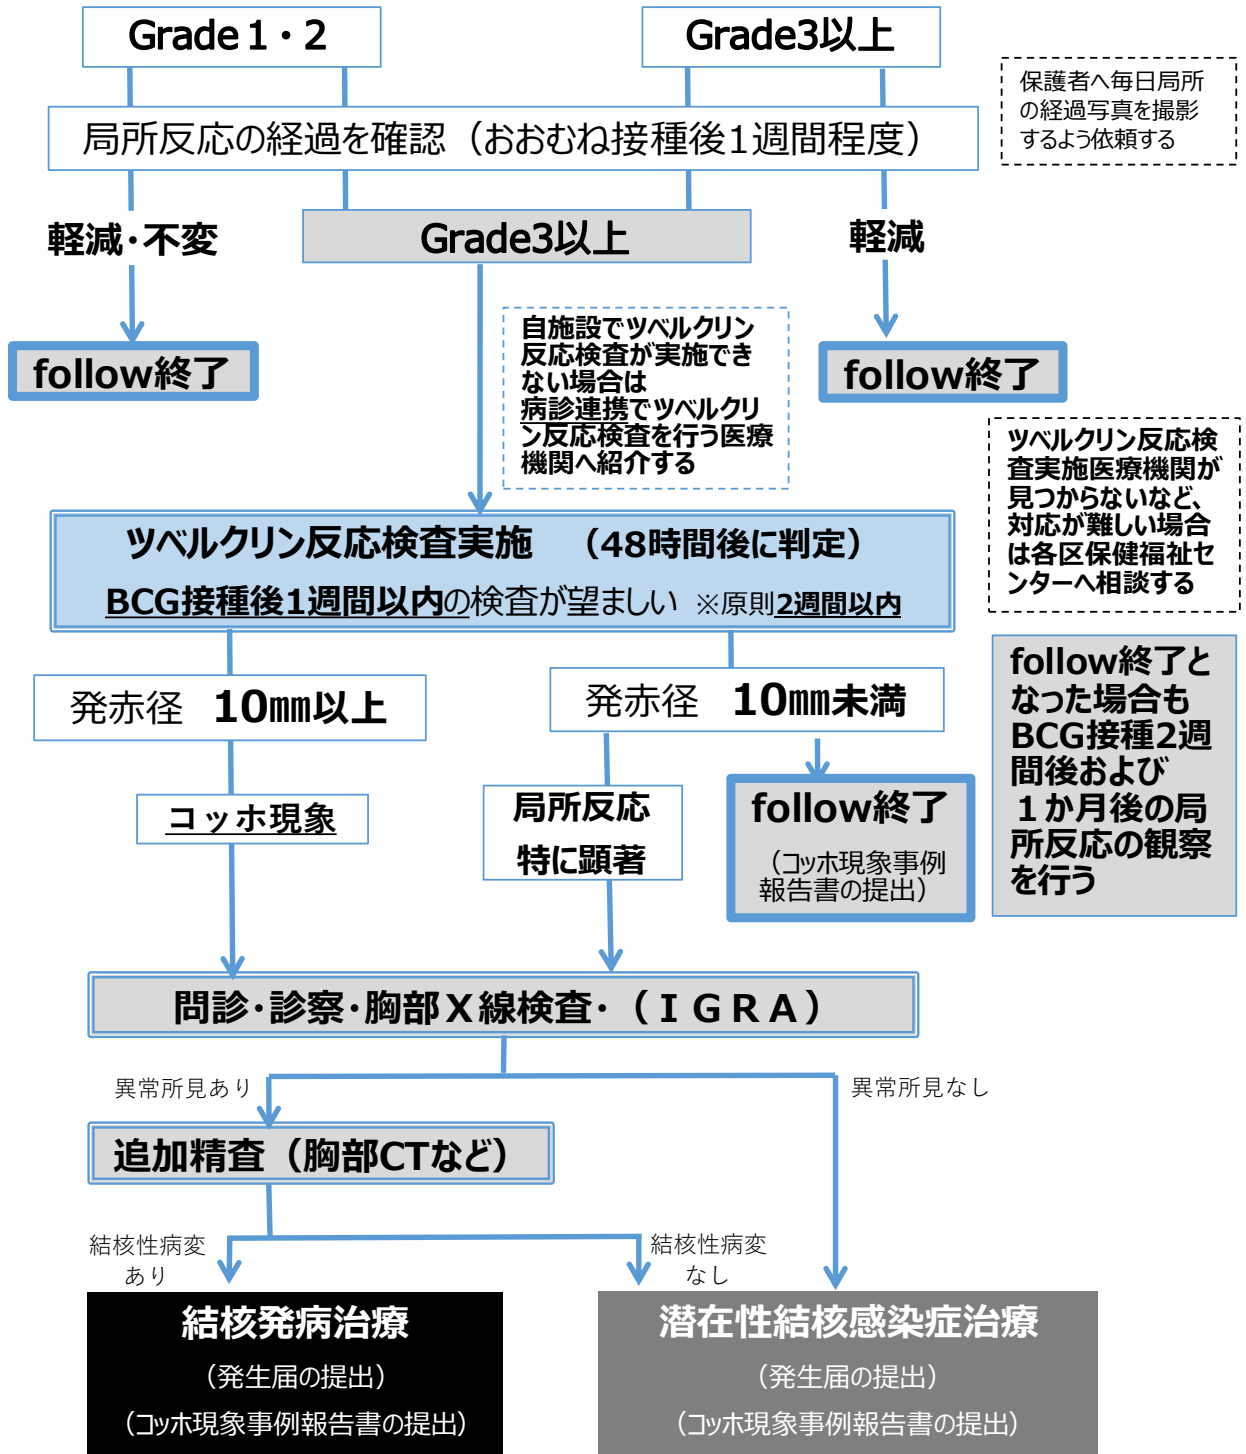 Grade１・２
Grade3以上
保護者へ毎日局所
の経過写真を撮影
するよう依頼する
局所反応の経過を確認（おおむね接種後1週間程度）
軽減・不変
Grade3以上
軽減
follow終了
自施設でツベルクリン
反応検査が実施でき
ない場合は
病診連携でツベルクリ
ン反応検査を行う医療
機関へ紹介する
follow終了
ツベルクリン反応検
査実施医療機関が
見つからないなど、
対応が難しい場合
は各区保健福祉セ
ンターへ相談する
ツベルクリン反応検査実施　（48時間後に判定）
BCG接種後1週間以内の検査が望ましい ※原則2週間以内
follow終了と
なった場合も
BCG接種2週
間後および
１か月後の局
所反応の観察
を行う
発赤径　10㎜以上
発赤径　10㎜未満
コッホ現象
局所反応
特に顕著
follow終了
（コッホ現象事例
報告書の提出）
問診・診察・胸部Ｘ線検査・（ＩＧＲＡ）
異常所見あり
異常所見なし
追加精査（胸部CTなど）
結核性病変
あり
結核性病変
なし
結核発病治療
（発生届の提出）
（コッホ現象事例報告書の提出）
潜在性結核感染症治療
（発生届の提出）
（コッホ現象事例報告書の提出）